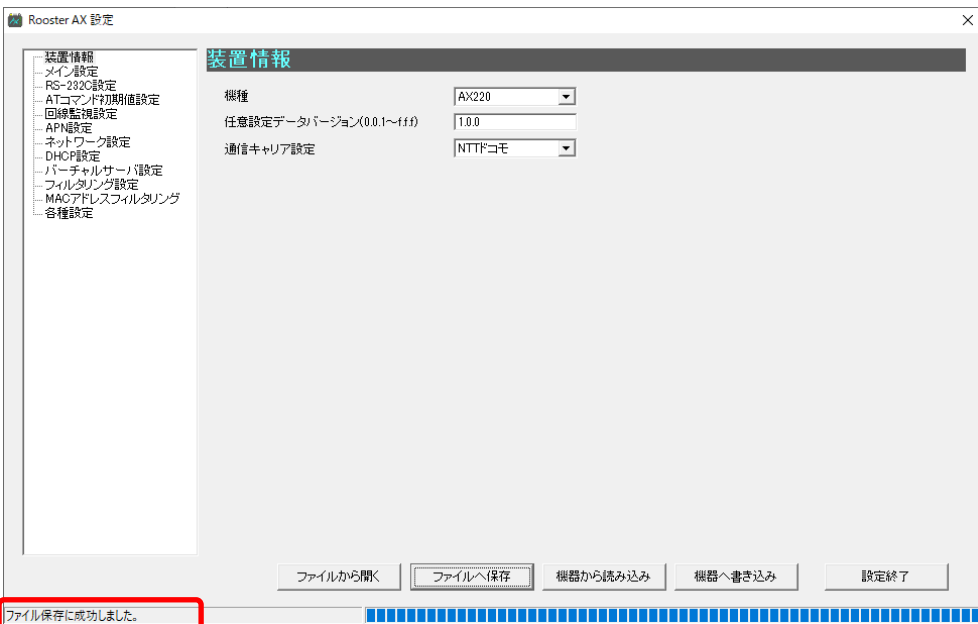 Rooster AX 設定
装置情報
メイン設定
RS-232C設定
ATコマンド初期値設定
回線監視設定
APN設定
ネットワーク設定
DHCP設定
バーチャルサーバ設定
フィルタリング設定
MACアドレスフィルタリング
各種設定
装置情報
機種 AX220
任意設定データバージョン(0.0.1～f.f.f) 1.0.0
通信キャリア設定 NTTドコモ
ファイルから開く ファイルへ保存 機器から読み込み 機器へ書き込み 設定終了
ファイル保存に成功しました。